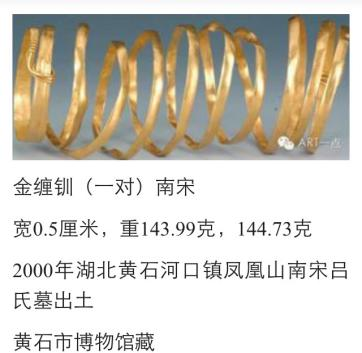 ART一点
金缠钏（一对）南宋
宽0.5厘米，重143.99克，144.73克
2000年湖北黄石河口镇凤凰山南宋吕
氏墓出土
黄石市博物馆藏